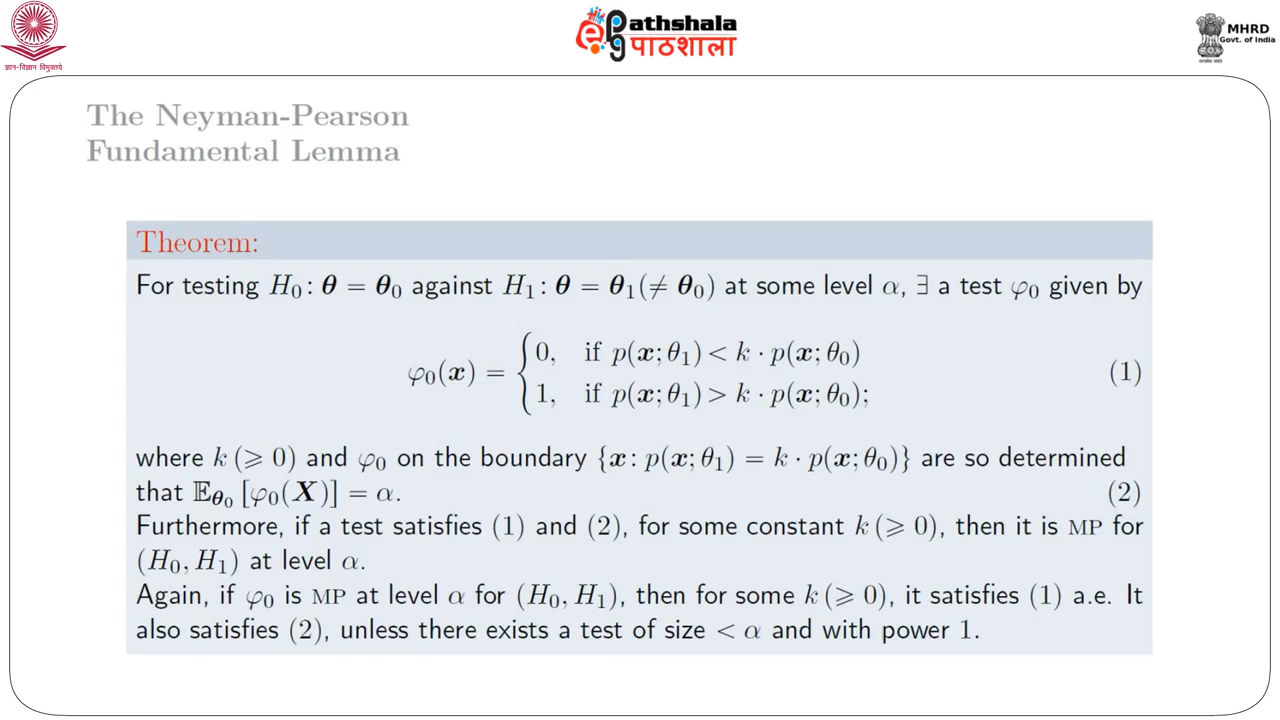 ज्ञान-विज्ञान विमुक्तये
Pathshala
पाठशाला
MHRD
Govt. of India
The Neyman-Pearson
Fundamental Lemma
Theorem:
For testing H₀: θ = θ₀ against H₁: θ = θ₁(≠ θ₀) at some level α, ∃ a test φ₀ given by
φ₀(x) = { 0, if p(x; θ₁) < k · p(x; θ₀)
1, if p(x; θ₁) > k · p(x; θ₀); (1)
where k (⩾ 0) and φ₀ on the boundary {x: p(x; θ₁) = k · p(x; θ₀)} are so determined
that 𝔼_θ₀ [φ₀(X)] = α. (2)
Furthermore, if a test satisfies (1) and (2), for some constant k (⩾ 0), then it is MP for
(H₀, H₁) at level α.
Again, if φ₀ is MP at level α for (H₀, H₁), then for some k (⩾ 0), it satisfies (1) a.e. It
also satisfies (2), unless there exists a test of size < α and with power 1.